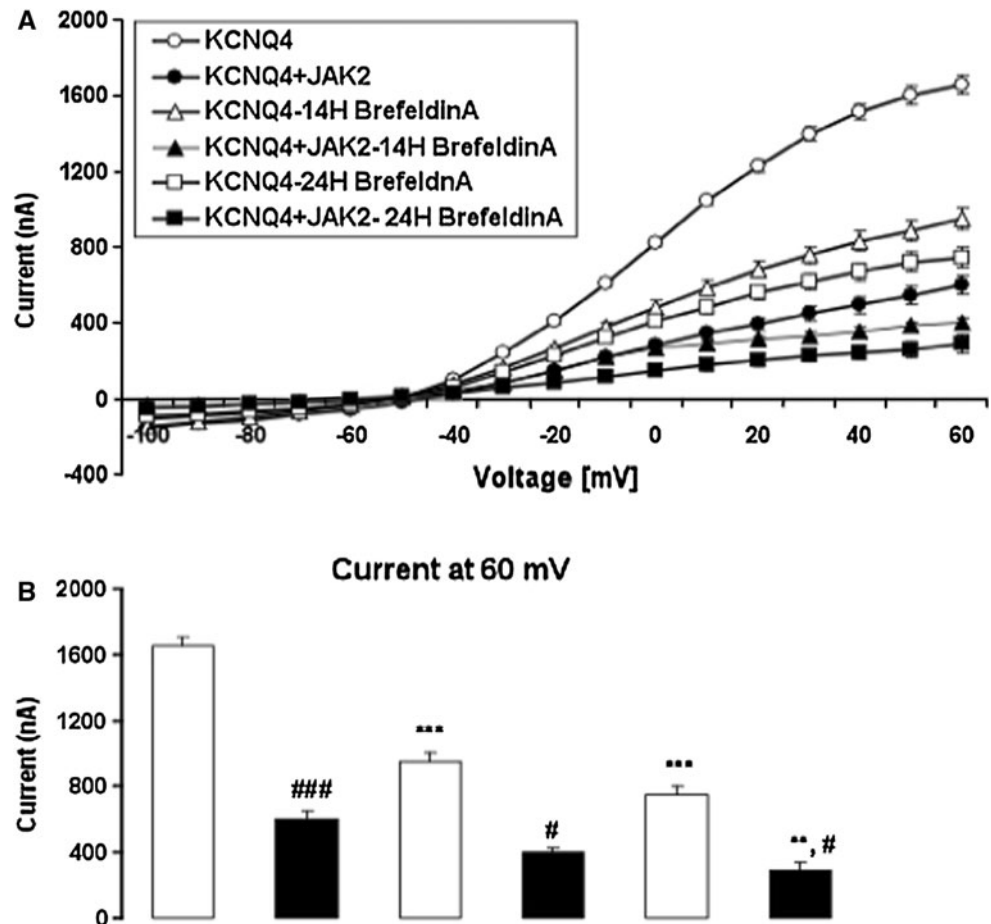 A
2000
1600
1200
800
400
0
-400
Current (nA)
KCNQ4
KCNQ4+JAK2
KCNQ4-14H BrefeldinA
KCNQ4+JAK2-14H BrefeldinA
KCNQ4-24H BrefeldnA
KCNQ4+JAK2- 24H BrefeldinA
-100 -80 -60 -40 -20 0 20 40 60
Voltage [mV]
B
Current at 60 mV
2000
1600
1200
800
400
0
Current (nA)
###
***
#
***
**, #